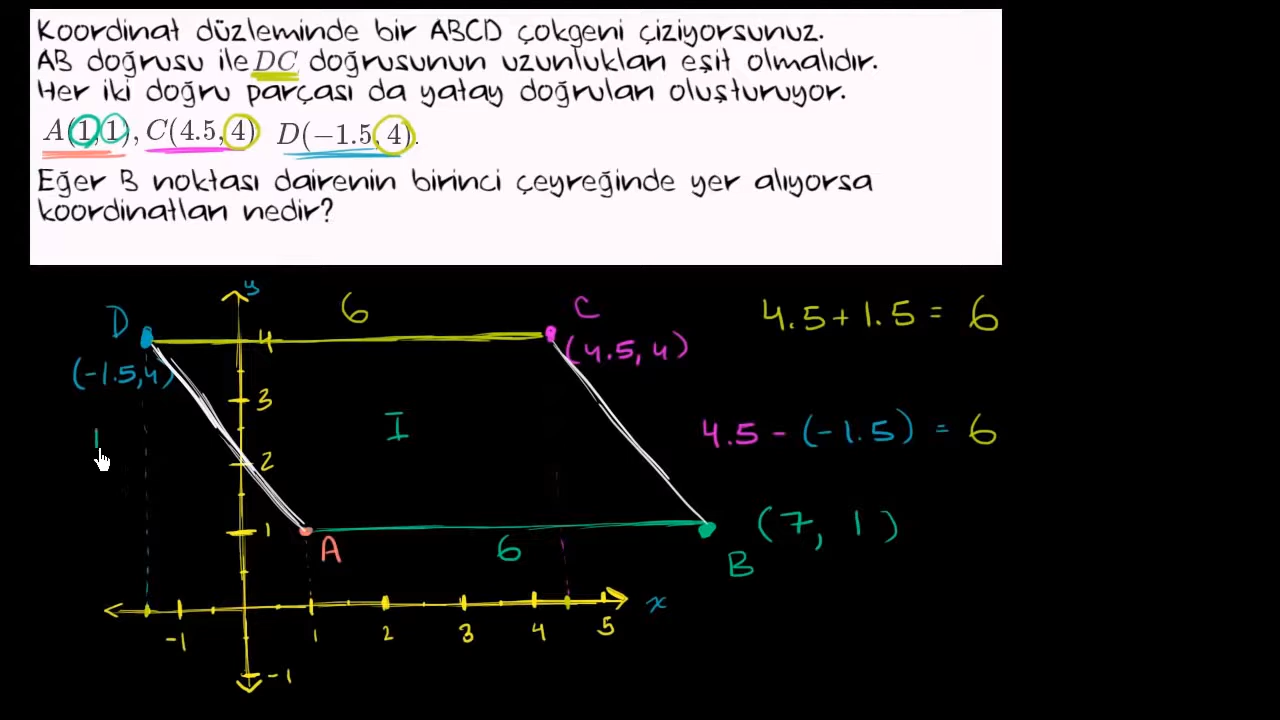 Koordinat düzleminde bir ABCD çokgeni çiziyorsunuz.
AB doğrusu ile DC doğrusunun uzunlukları eşit olmalıdır.
Her iki doğru parçası da yatay doğruları oluşturuyor.
A(1,1), C(4.5, 4) D(−1.5, 4).
Eğer B noktası dairenin birinci çeyreğinde yer alıyorsa
koordinatları nedir?
y
D 6 C 4.5+1.5= 6
4
(-1.5,4) (4.5, 4)
3
I I 4.5 - (-1.5) = 6
2
1 (7, 1)
A 6 B
x
-1 1 2 3 4 5
-1